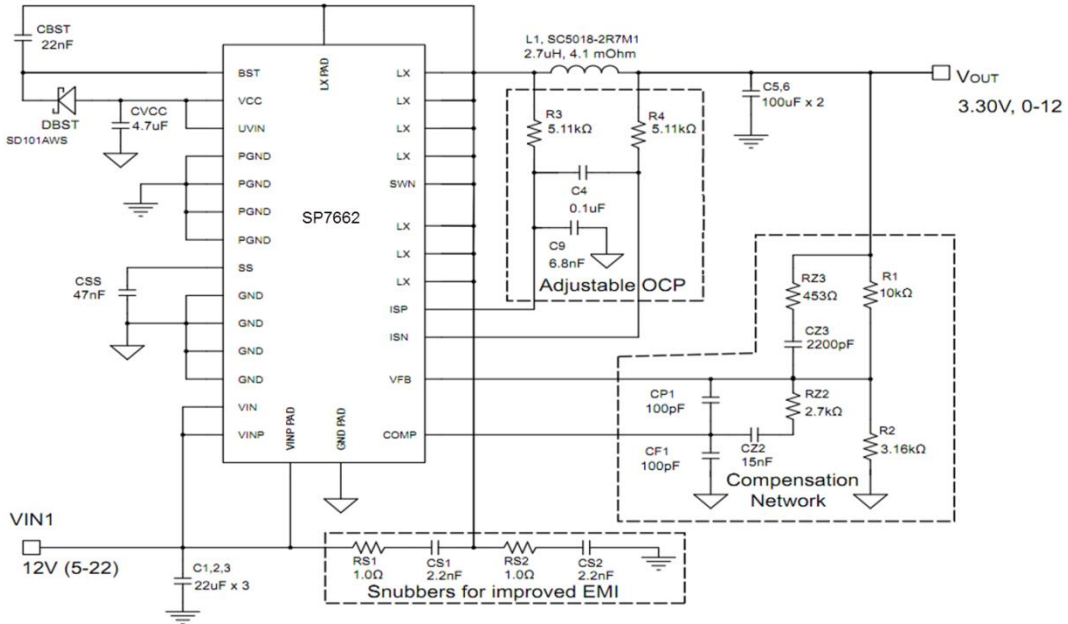 CBST
22nF
DBST
SD101AWS
CVCC
4.7uF
CSS
47nF
BST
VCC
UVIN
PGND
PGND
PGND
PGND
SS
GND
GND
GND
GND
VIN
VINP
LX PAD
SP7662
VINP PAD
GND PAD
LX
LX
LX
LX
SWN
LX
LX
LX
ISP
ISN
VFB
COMP
L1, SC5018-2R7M1
2.7uH, 4.1 mOhm
R3
5.11kΩ
R4
5.11kΩ
C4
0.1uF
C9
6.8nF
Adjustable OCP
C5,6
100uF x 2
VOUT
3.30V, 0-12
RZ3
453Ω
R1
10kΩ
CZ3
2200pF
CP1
100pF
RZ2
2.7kΩ
CF1
100pF
CZ2
15nF
R2
3.16kΩ
Compensation
Network
VIN1
12V (5-22)
C1,2,3
22uF x 3
RS1
1.0Ω
CS1
2.2nF
RS2
1.0Ω
CS2
2.2nF
Snubbers for improved EMI